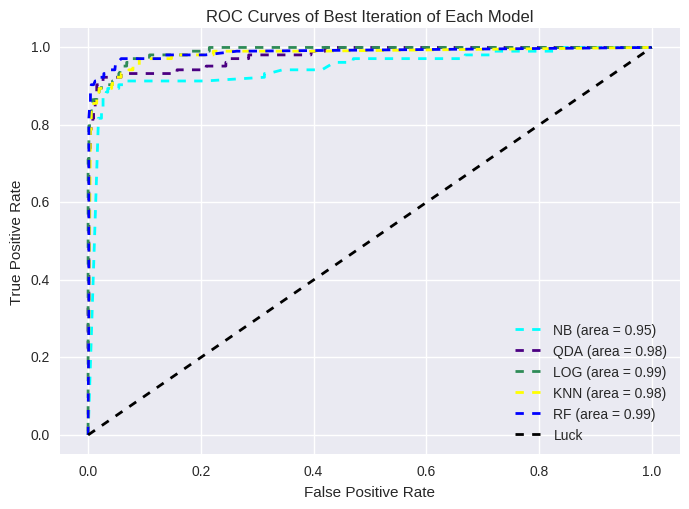 ROC Curves of Best Iteration of Each Model
1.0
0.8
0.6
0.4
0.2
0.0
True Positive Rate
NB (area = 0.95)
QDA (area = 0.98)
LOG (area = 0.99)
KNN (area = 0.98)
RF (area = 0.99)
Luck
0.0 0.2 0.4 0.6 0.8 1.0
False Positive Rate